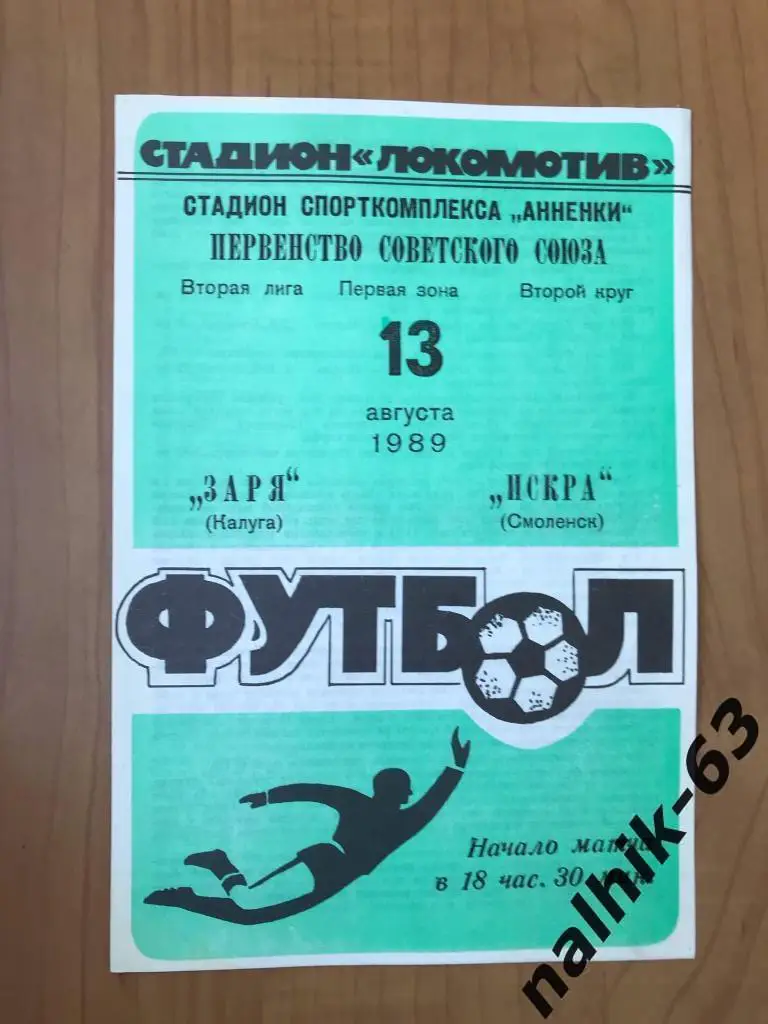 СТАДИОН «ЛОКОМОТИВ»
СТАДИОН СПОРТКОМПЛЕКСА „АННЕНКИ“
ПЕРВЕНСТВО СОВЕТСКОГО СОЮЗА
Вторая лига Первая зона Второй круг
13
августа
1989
„ЗАРЯ“ „ИСКРА“
(Калуга) (Смоленск)
ФУТБОЛ
Начало матча
в 18 час. 30 мин.
nalhik-63